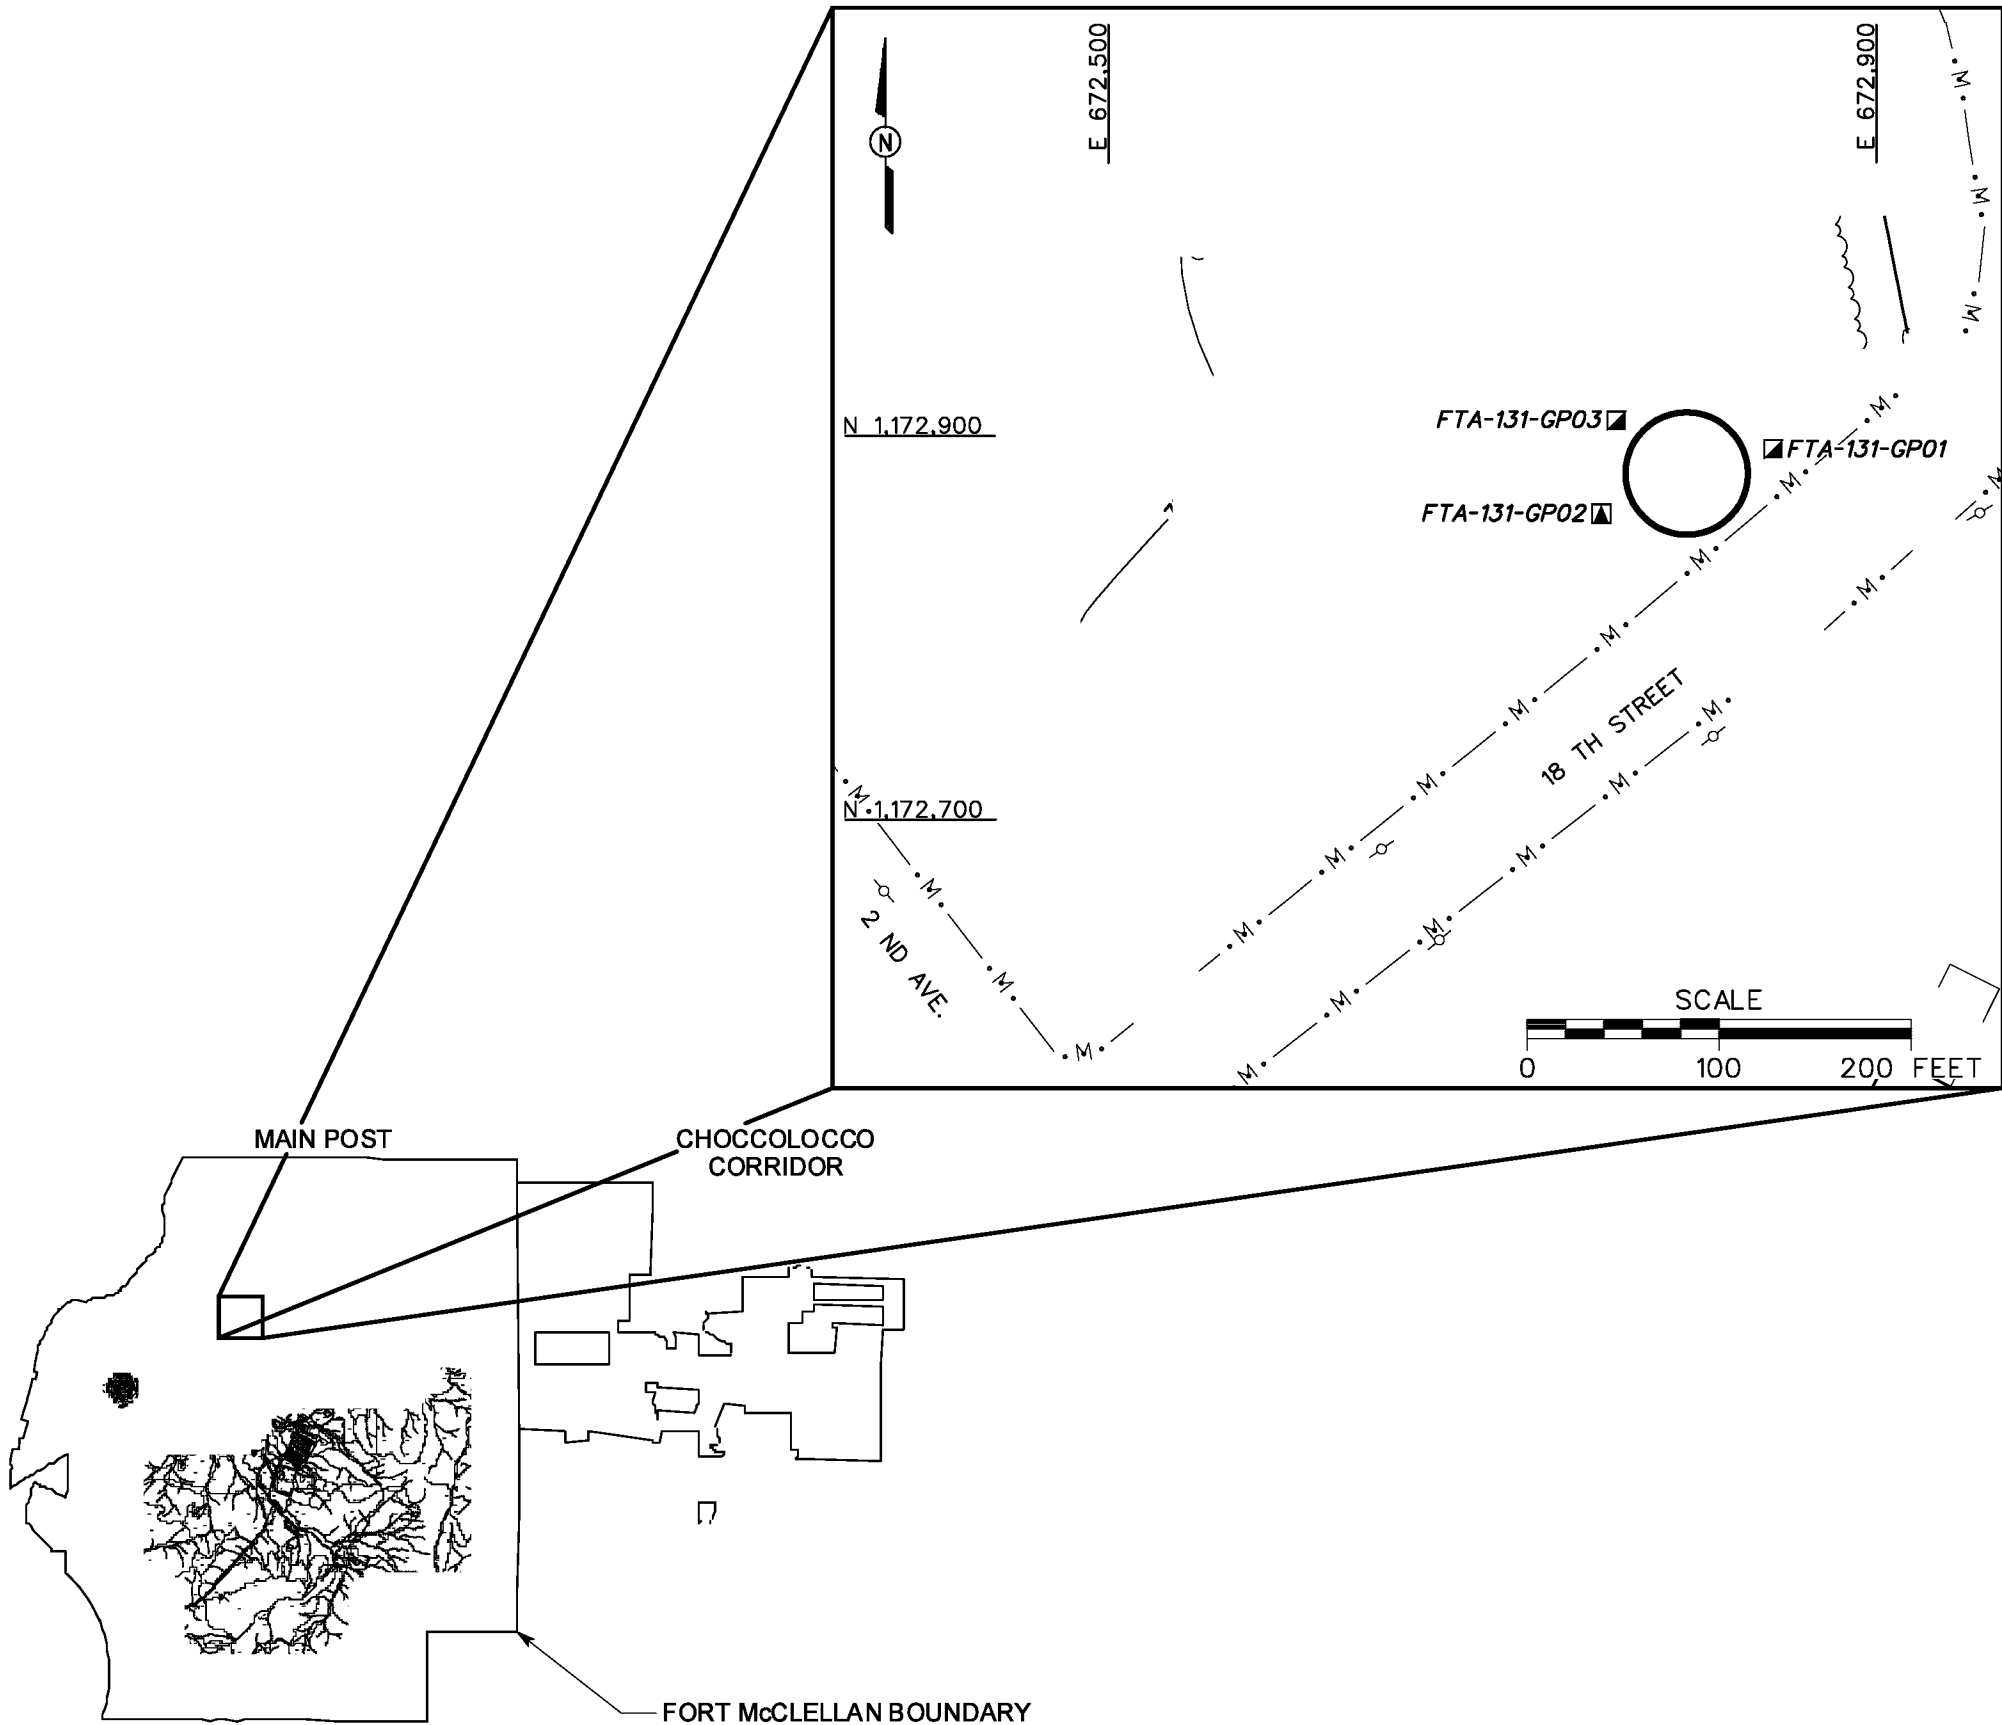 E 672,500
E 672,900
N
M
M
M
N 1,172,900
FTA-131-GP03
M
FTA-131-GP01
M
M
FTA-131-GP02
M
M
M
M
18 TH STREET
M
M
M
M
N 1,172,700
M
M
M
2 ND AVE.
M
M
M
M
M
M
SCALE
0 100 200 FEET
MAIN POST
CHOCCOLOCCO
CORRIDOR
FORT McCLELLAN BOUNDARY